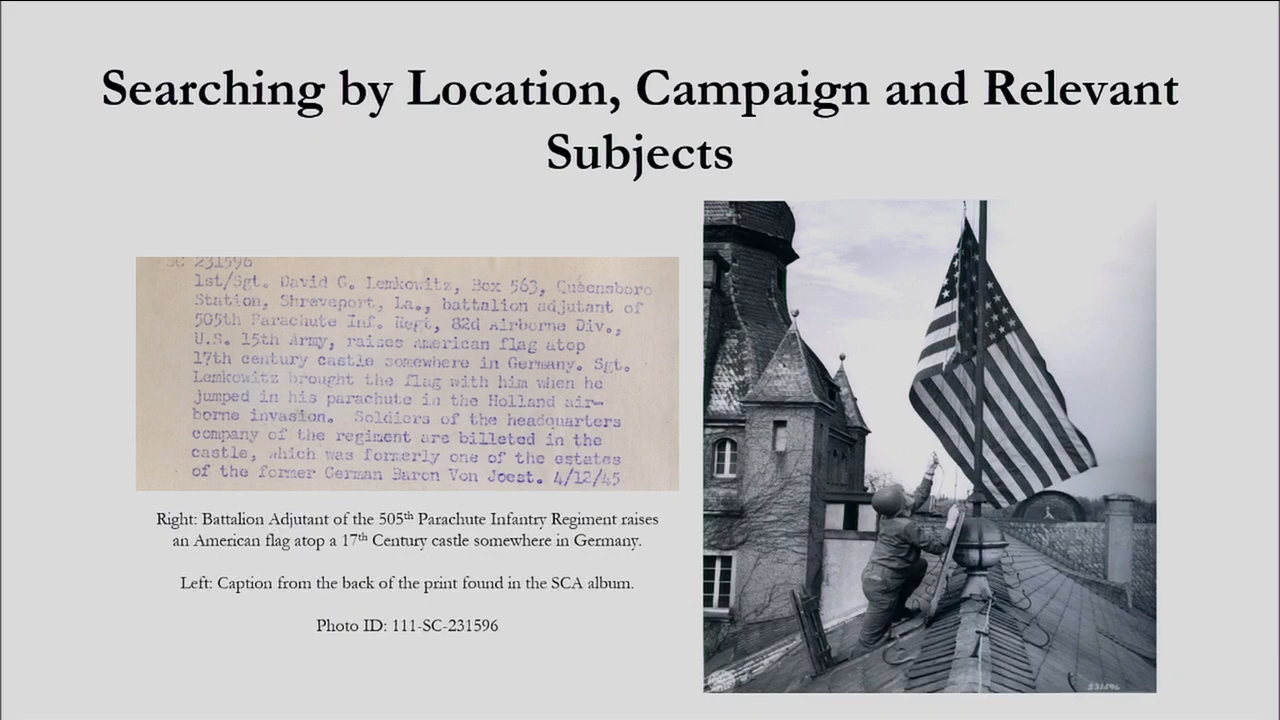 Searching by Location, Campaign and Relevant
Subjects
SC 231596
1st/Sgt. David G. Lemkowitz, Box 563, Queensboro
Station, Shreveport, La., battalion adjutant of
505th Parachute Inf. Regt, 82d Airborne Div.,
U.S. 15th Army, raises american flag atop
17th century castle somewhere in Germany. Sgt.
Lemkowitz brought the flag with him when he
jumped in his parachute in the Holland air-
borne invasion. Soldiers of the headquarters
company of the regiment are billeted in the
castle, which was formerly one of the estates
of the former German Baron Von Joest. 4/12/45
Right: Battalion Adjutant of the 505th Parachute Infantry Regiment raises
an American flag atop a 17th Century castle somewhere in Germany.
Left: Caption from the back of the print found in the SCA album.
Photo ID: 111-SC-231596
231596